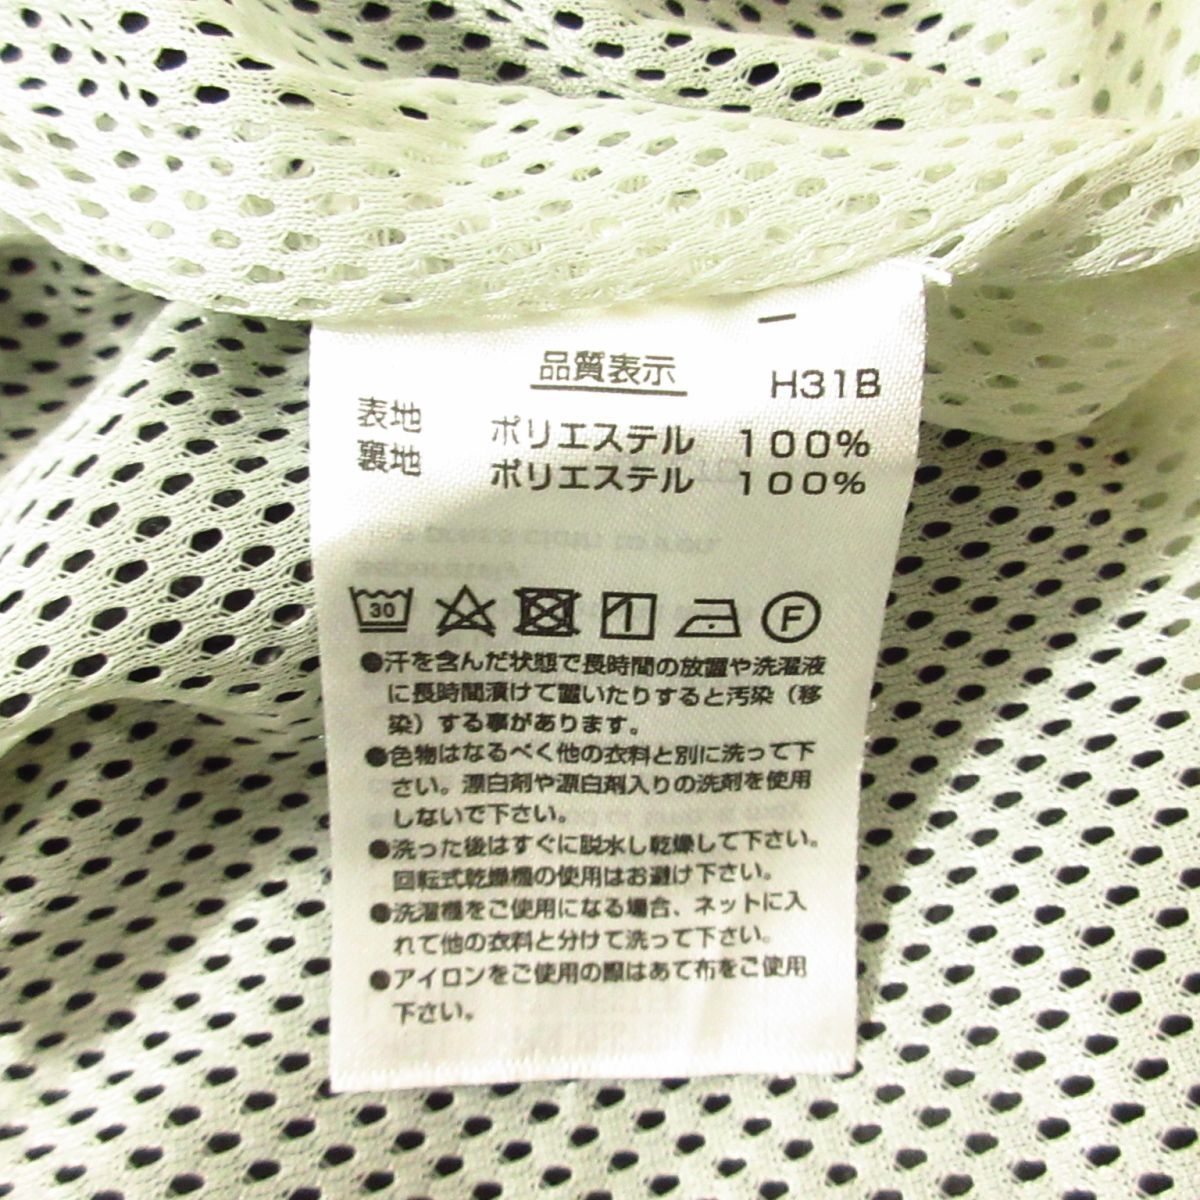 品質表示
H31B
表地 ポリエステル 100%
裏地 ポリエステル 100%
30
F
●汗を含んだ状態で長時間の放置や洗濯液
に長時間漬けて置いたりすると汚染（移
染）する事があります。
●色物はなるべく他の衣料と別に洗って下
さい。漂白剤や漂白剤入りの洗剤を使用
しないで下さい。
●洗った後はすぐに脱水し乾燥して下さい。
回転式乾燥機の使用はお避け下さい。
●洗濯機をご使用になる場合、ネットに入
れて他の衣料と分けて洗って下さい。
●アイロンをご使用の際はあて布をご使用
下さい。